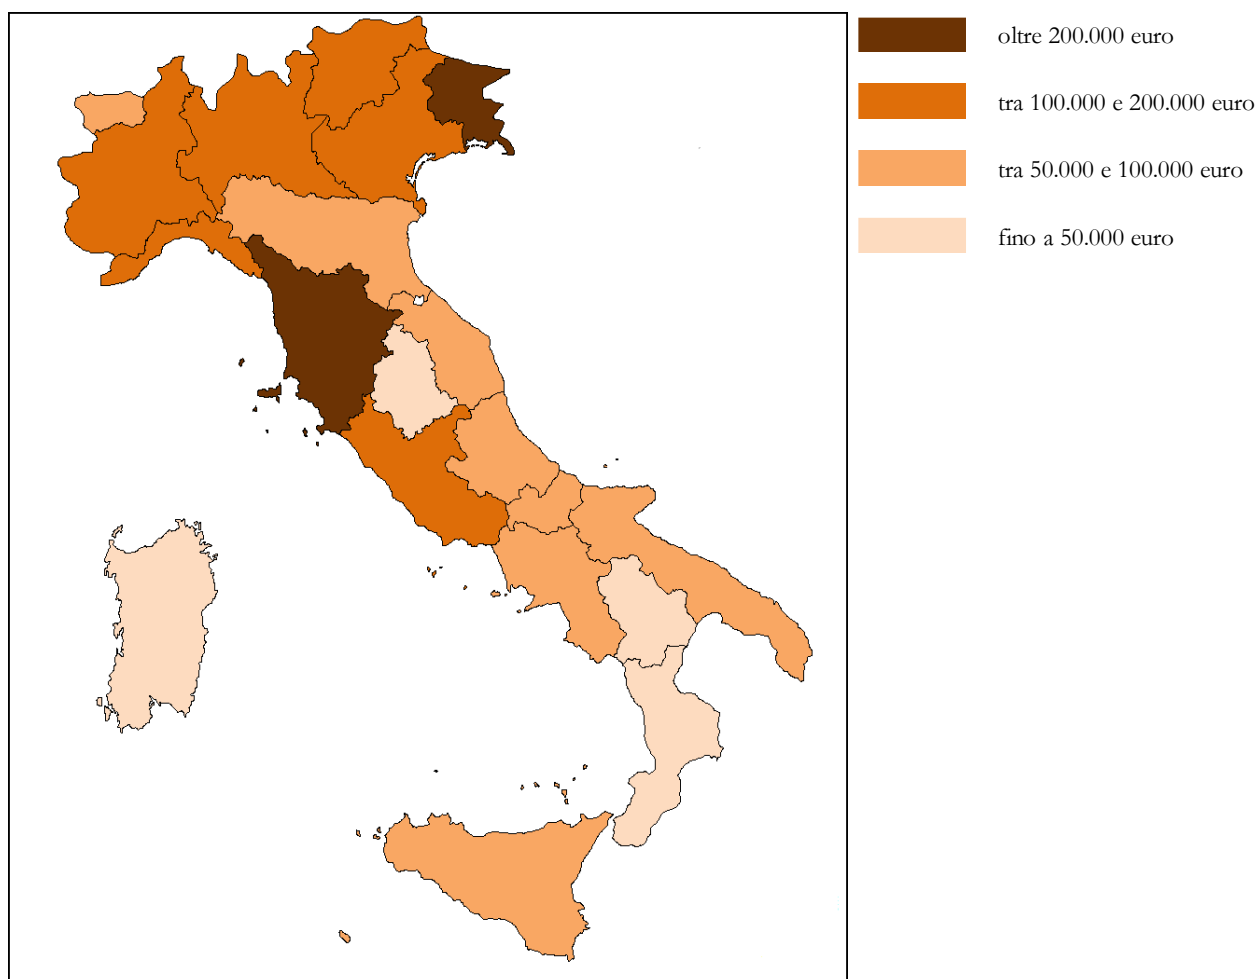 oltre 200.000 euro
tra 100.000 e 200.000 euro
tra 50.000 e 100.000 euro
fino a 50.000 euro